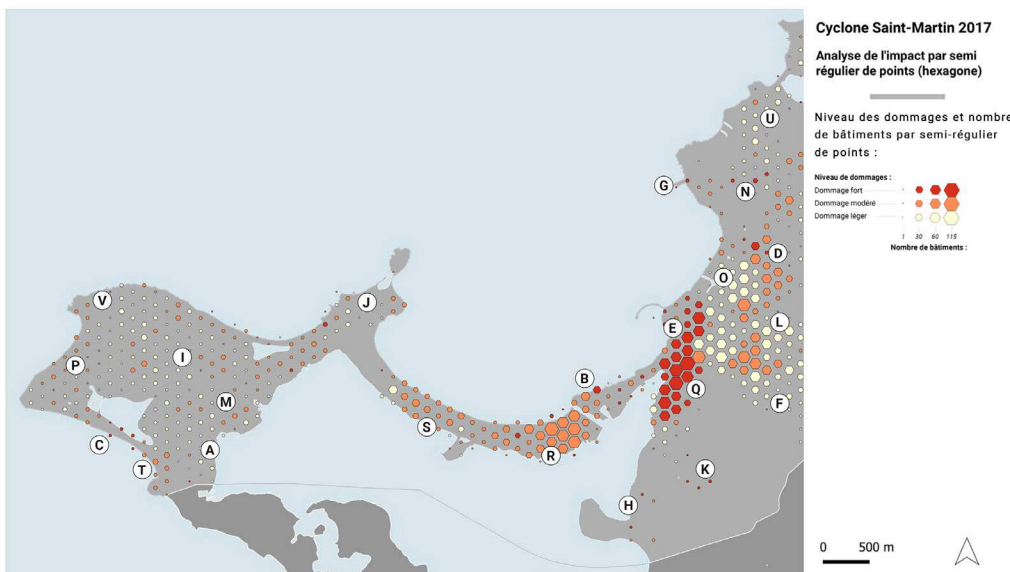 Cyclone Saint-Martin 2017
Analyse de l'impact par semi
régulier de points (hexagone)
Niveau des dommages et nombre
de bâtiments par semi-régulier
de points :
Niveau de dommages :
Dommage fort
Dommage modéré
Dommage léger
1 30 60 115
Nombre de bâtiments :
0 500 m
U
G
N
D
O
V
J
L
E
I
P
B
Q
M
F
S
C
A
R
T
K
H